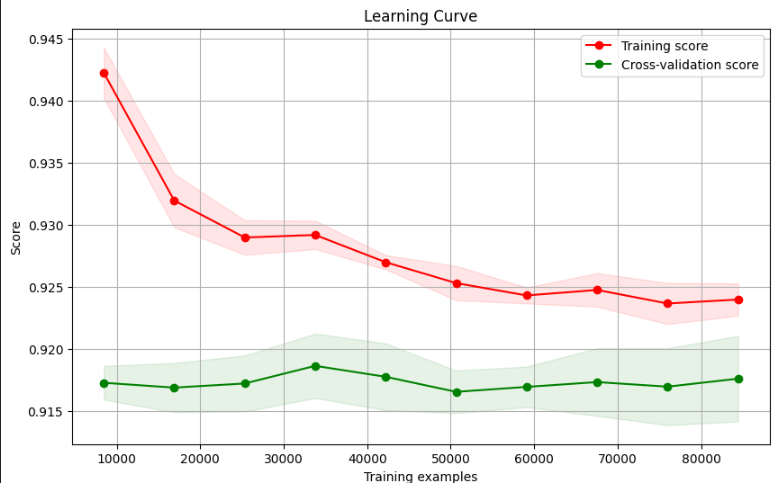 Learning Curve
Training score
Cross-validation score
0.945
0.940
0.935
0.930
0.925
0.920
0.915
Score
10000 20000 30000 40000 50000 60000 70000 80000
Training examples